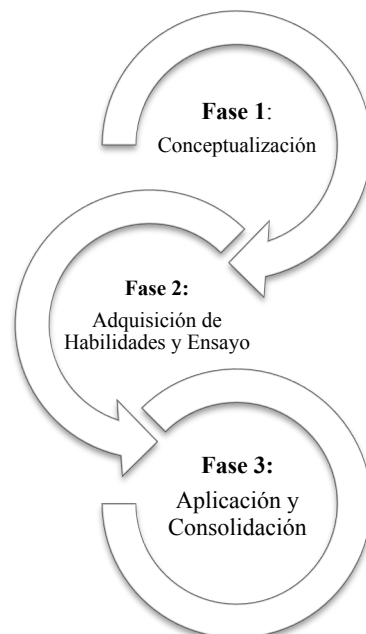 Fase 1:
Conceptualización
Fase 2:
Adquisición de
Habilidades y Ensayo
Fase 3:
Aplicación y
Consolidación